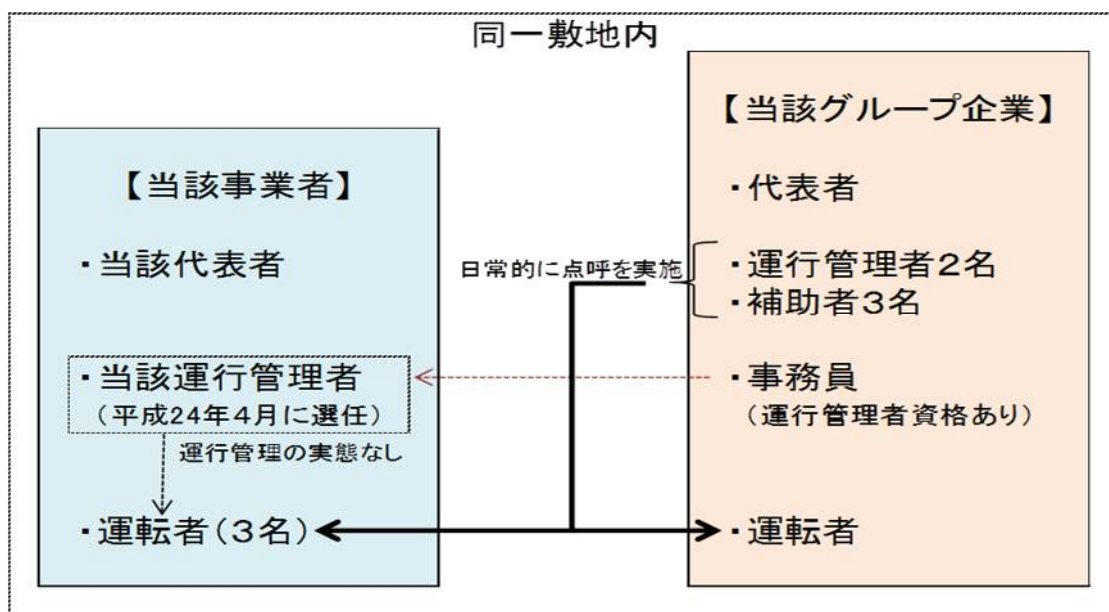 同一敷地内
【当該事業者】
・当該代表者
・当該運行管理者
(平成24年4月に選任)
運行管理の実態なし
・運転者(3名)
日常的に点呼を実施
【当該グループ企業】
・代表者
・運行管理者2名
・補助者3名
・事務員
(運行管理者資格あり)
・運転者